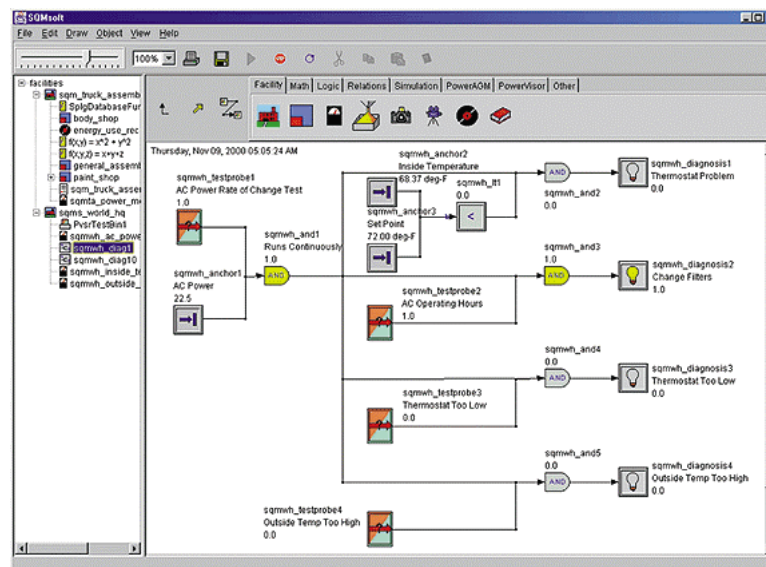 SQMsoft
File Edit Draw Object View Help
100%
Facility Math Logic Relations Simulation PowerAGM PowerVisor Other
facilities
sqm_truck_assemb
SplgDatabaseFur
body_shop
energy_use_rec
f(x,y) = x^2 + y^2
f(x,y,z) = x+y+z
general_assemt
paint_shop
sqm_truck_asser
sqmta_power_m
sqms_world_hq
PvsrTestBin1
sqmwh_ac_powe
sqmwh_diag1
sqmwh_diag10
sqmwh_inside_te
sqmwh_outside_
Thursday, Nov 09, 2000 05:05:24 AM
sqmwh_testprobe1
AC Power Rate of Change Test
1.0
sqmwh_anchor1
AC Power
22.5
sqmwh_and1
Runs Continuously
1.0
AND
sqmwh_anchor2
Inside Temperature
68.37 deg-F
sqmwh_anchor3
Set Point
72.00 deg-F
sqmwh_lt1
0.0
<
AND
sqmwh_and2
0.0
sqmwh_diagnosis1
Thermostat Problem
0.0
sqmwh_testprobe2
AC Operating Hours
1.0
sqmwh_and3
1.0
AND
sqmwh_diagnosis2
Change Filters
1.0
sqmwh_testprobe3
Thermostat Too Low
0.0
sqmwh_and4
0.0
AND
sqmwh_diagnosis3
Thermostat Too Low
0.0
sqmwh_testprobe4
Outside Temp Too High
0.0
sqmwh_and5
0.0
AND
sqmwh_diagnosis4
Outside Temp Too High
0.0